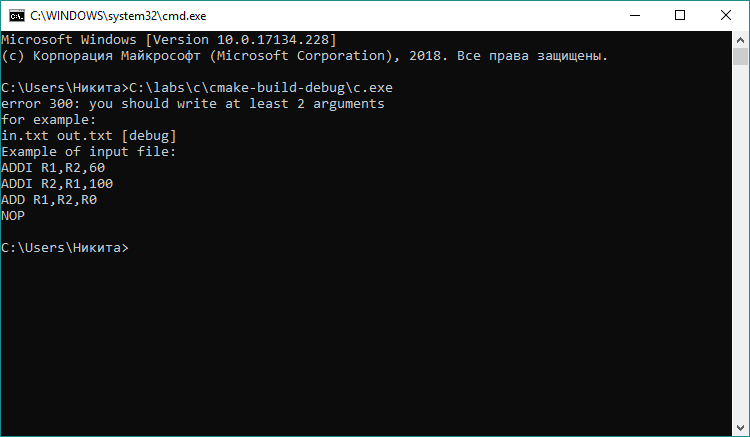 C:\WINDOWS\system32\cmd.exe
Microsoft Windows [Version 10.0.17134.228]
(c) Корпорация Майкрософт (Microsoft Corporation), 2018. Все права защищены.
C:\Users\Никита>C:\labs\c\cmake-build-debug\c.exe
error 300: you should write at least 2 arguments
for example:
in.txt out.txt [debug]
Example of input file:
ADDI R1,R2,60
ADDI R2,R1,100
ADD R1,R2,R0
NOP
C:\Users\Никита>